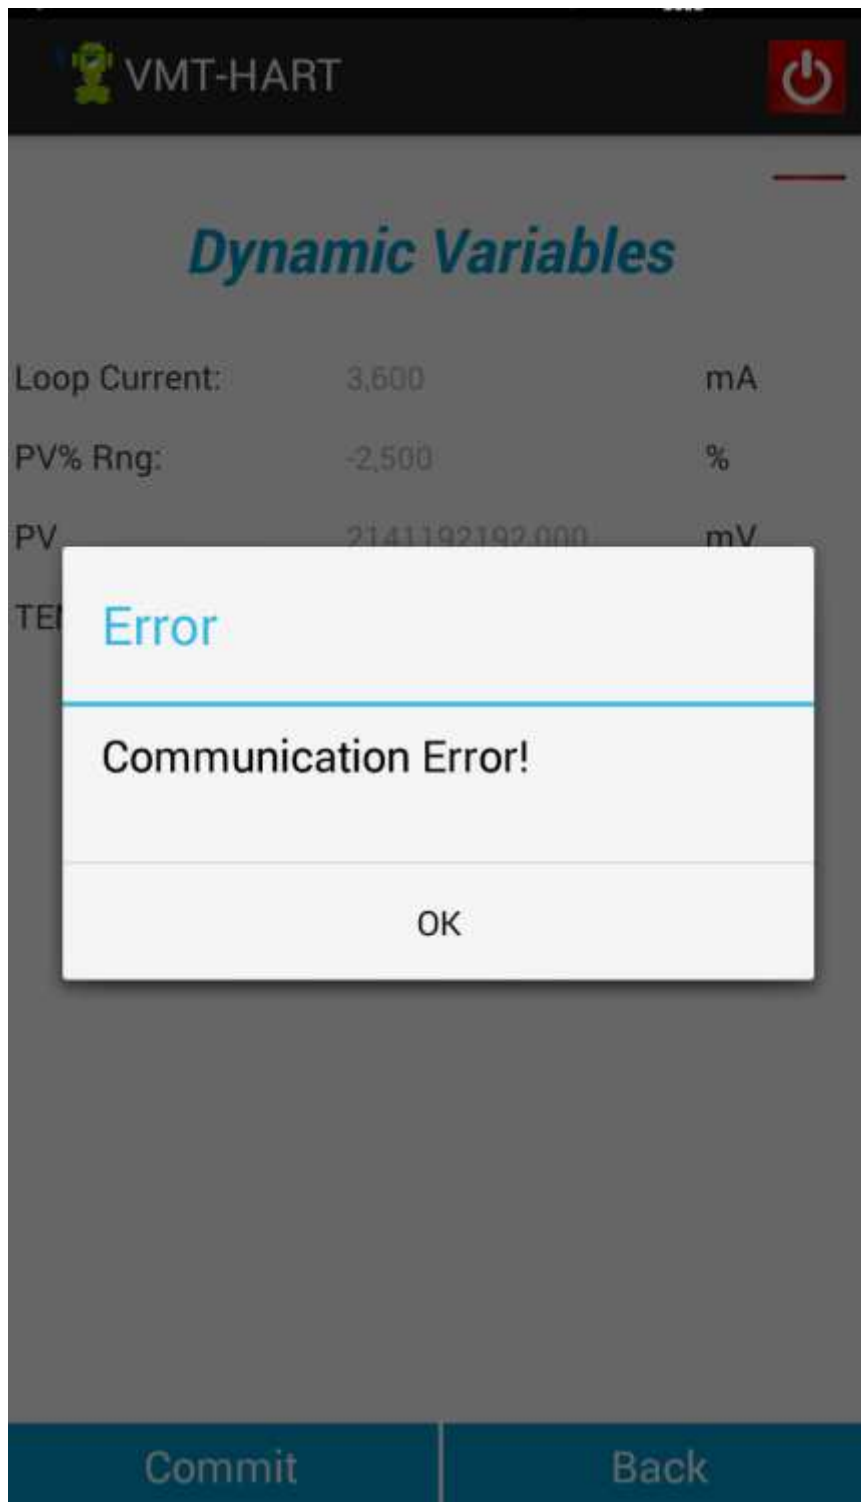 VMT-HART
Dynamic Variables
Loop Current: 3,600 mA
PV% Rng: -2,500 %
PV 2141192192,000 mV
Error
Communication Error!
OK
Commit Back